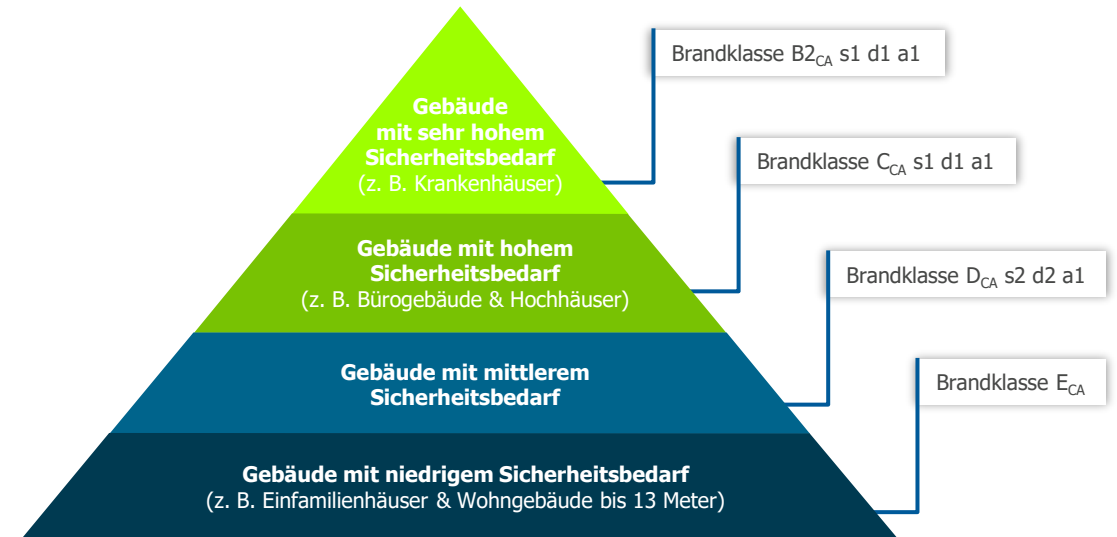 Gebäude
mit sehr hohem
Sicherheitsbedarf
(z. B. Krankenhäuser)
Brandklasse B2CA s1 d1 a1
Gebäude mit hohem
Sicherheitsbedarf
(z. B. Bürogebäude & Hochhäuser)
Brandklasse CCA s1 d1 a1
Gebäude mit mittlerem
Sicherheitsbedarf
Brandklasse DCA s2 d2 a1
Gebäude mit niedrigem Sicherheitsbedarf
(z. B. Einfamilienhäuser & Wohngebäude bis 13 Meter)
Brandklasse ECA